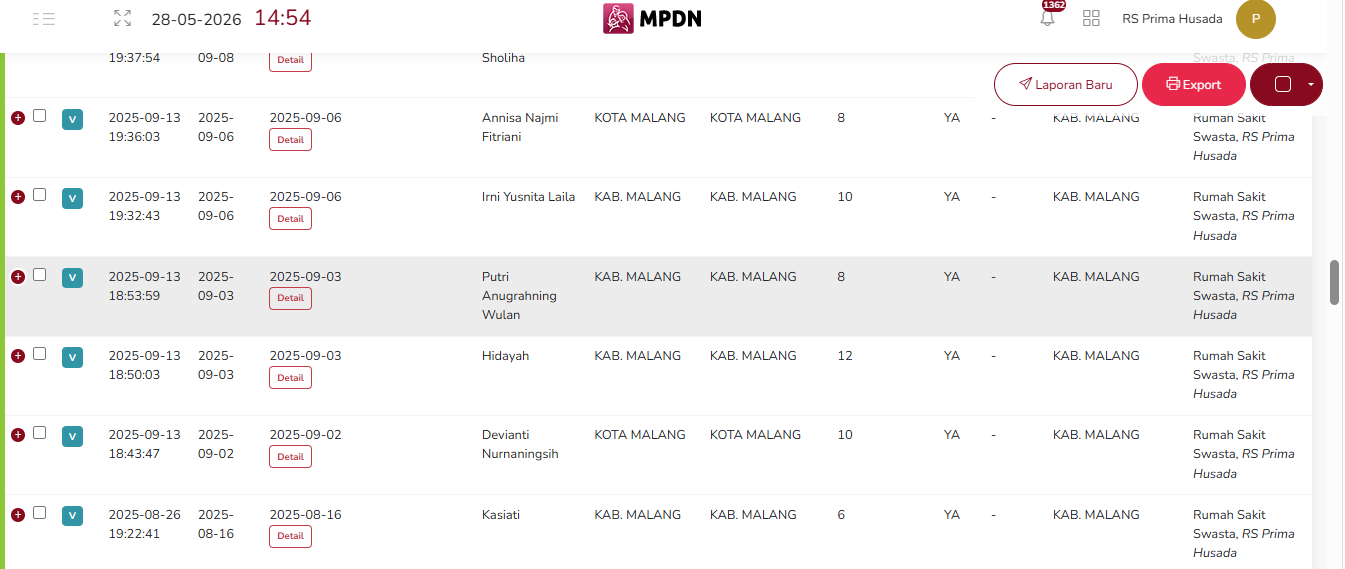 28-05-2026 14:54
MPDN
1362
RS Prima Husada
P
19:37:54 09-08 Detail Sholiha Swasta, RS Prima
Husada
Laporan Baru
Export
V 2025-09-13 2025- 2025-09-06 Annisa Najmi KOTA MALANG KOTA MALANG 8 YA - KAB. MALANG Rumah Sakit
19:36:03 09-06 Detail Fitriani Swasta, RS Prima
Husada
V 2025-09-13 2025- 2025-09-06 Irni Yusnita Laila KAB. MALANG KAB. MALANG 10 YA - KAB. MALANG Rumah Sakit
19:32:43 09-06 Detail Swasta, RS Prima
Husada
V 2025-09-13 2025- 2025-09-03 Putri KAB. MALANG KAB. MALANG 8 YA - KAB. MALANG Rumah Sakit
18:53:59 09-03 Detail Anugrahning Swasta, RS Prima
Wulan Husada
V 2025-09-13 2025- 2025-09-03 Hidayah KAB. MALANG KAB. MALANG 12 YA - KAB. MALANG Rumah Sakit
18:50:03 09-03 Detail Swasta, RS Prima
Husada
V 2025-09-13 2025- 2025-09-02 Devianti KOTA MALANG KOTA MALANG 10 YA - KAB. MALANG Rumah Sakit
18:43:47 09-02 Detail Nurnaningsih Swasta, RS Prima
Husada
V 2025-08-26 2025- 2025-08-16 Kasiati KAB. MALANG KAB. MALANG 6 YA - KAB. MALANG Rumah Sakit
19:22:41 08-16 Detail Swasta, RS Prima
Husada